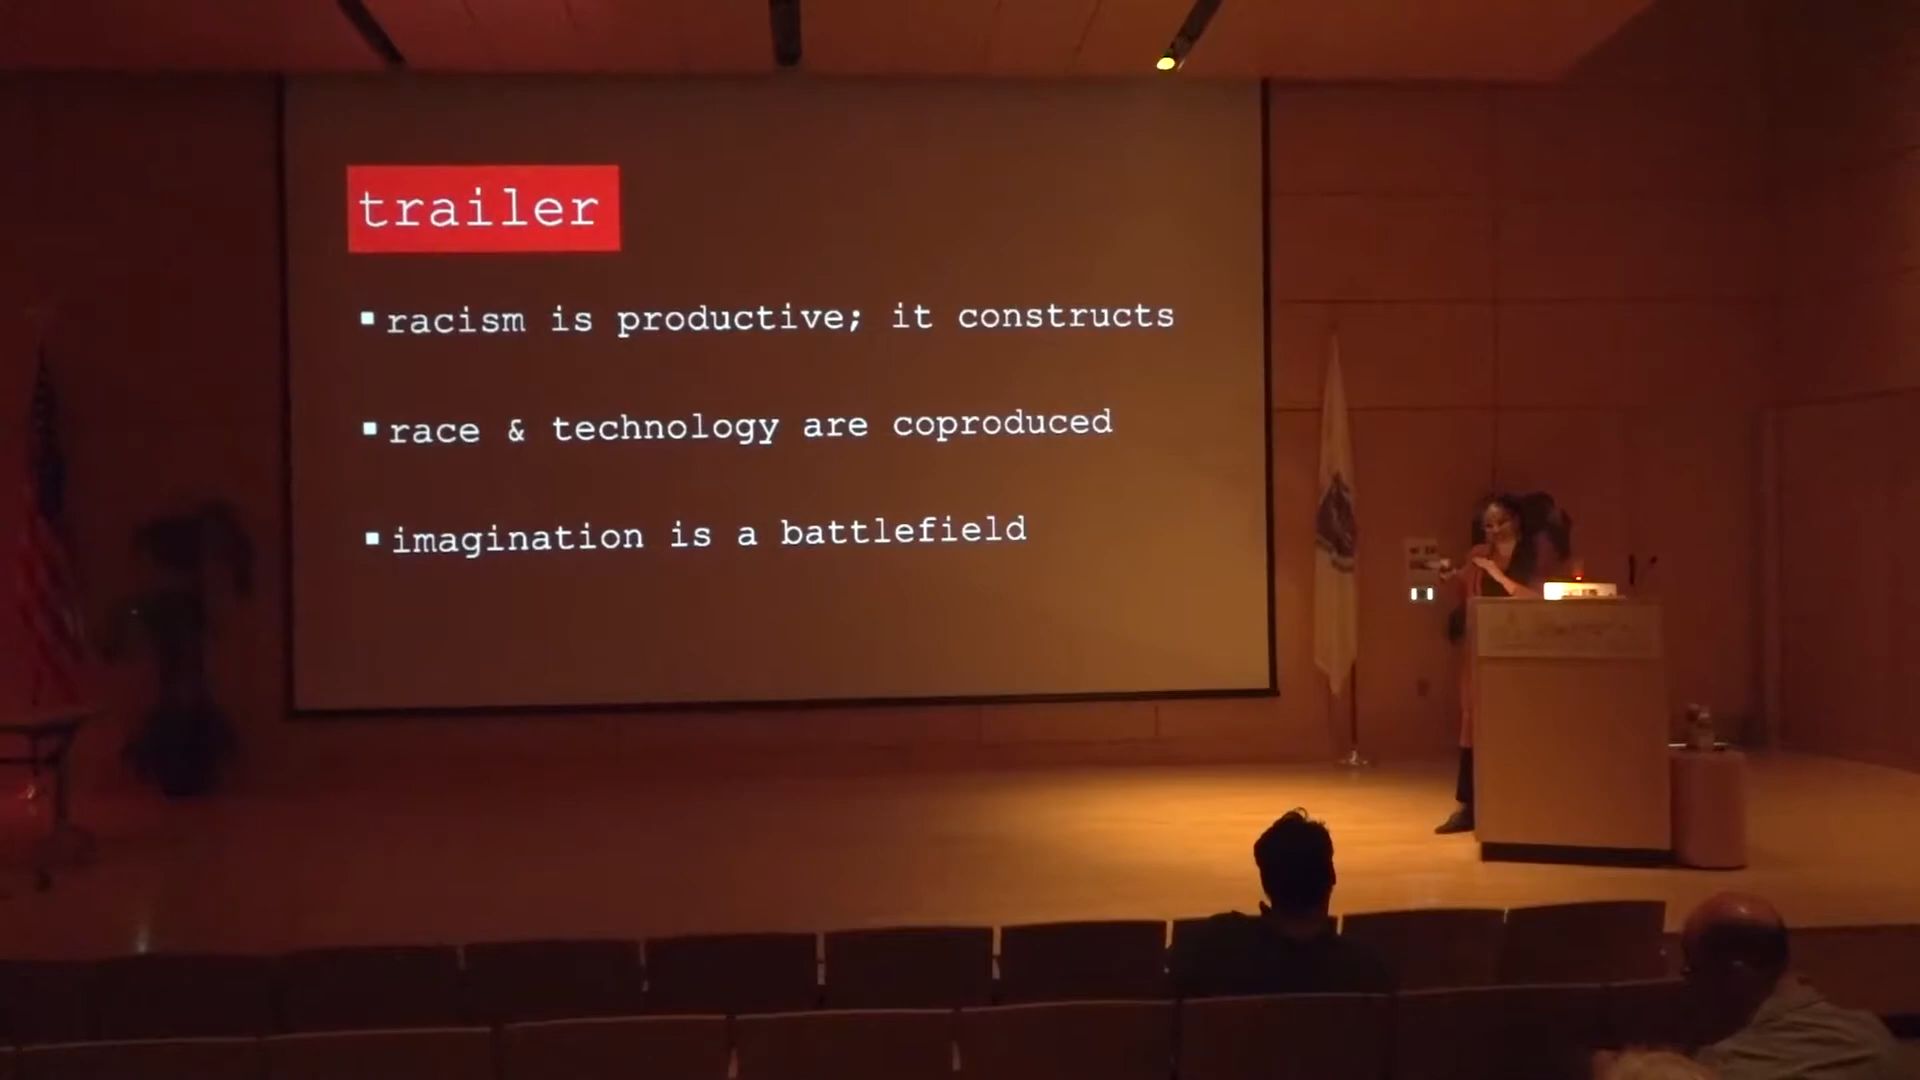 trailer
▪ racism is productive; it constructs
▪ race & technology are coproduced
▪ imagination is a battlefield